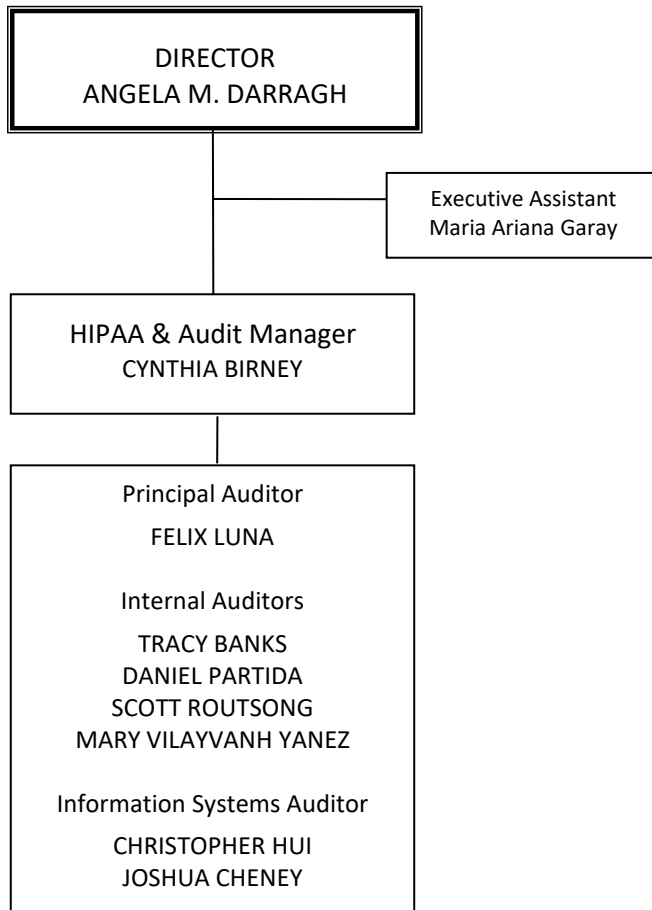 DIRECTOR
ANGELA M. DARRAGH
Executive Assistant
Maria Ariana Garay
HIPAA & Audit Manager
CYNTHIA BIRNEY
Principal Auditor
FELIX LUNA
Internal Auditors
TRACY BANKS
DANIEL PARTIDA
SCOTT ROUTSONG
MARY VILAYVANH YANEZ
Information Systems Auditor
CHRISTOPHER HUI
JOSHUA CHENEY